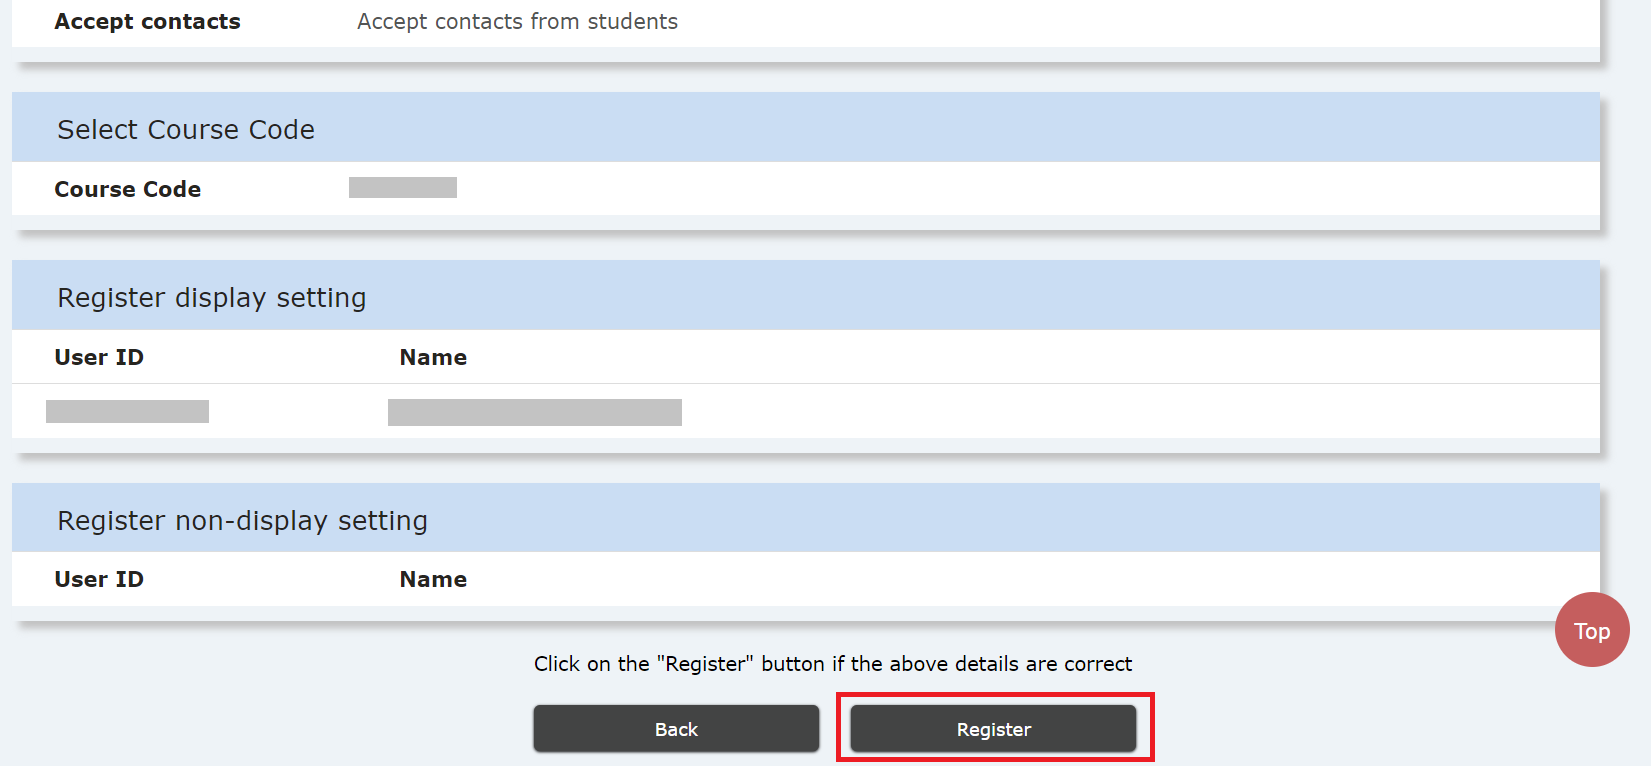 Accept contacts Accept contacts from students
Select Course Code
Course Code
Register display setting
User ID Name
Register non-display setting
User ID Name
Top
Click on the "Register" button if the above details are correct
Back Register